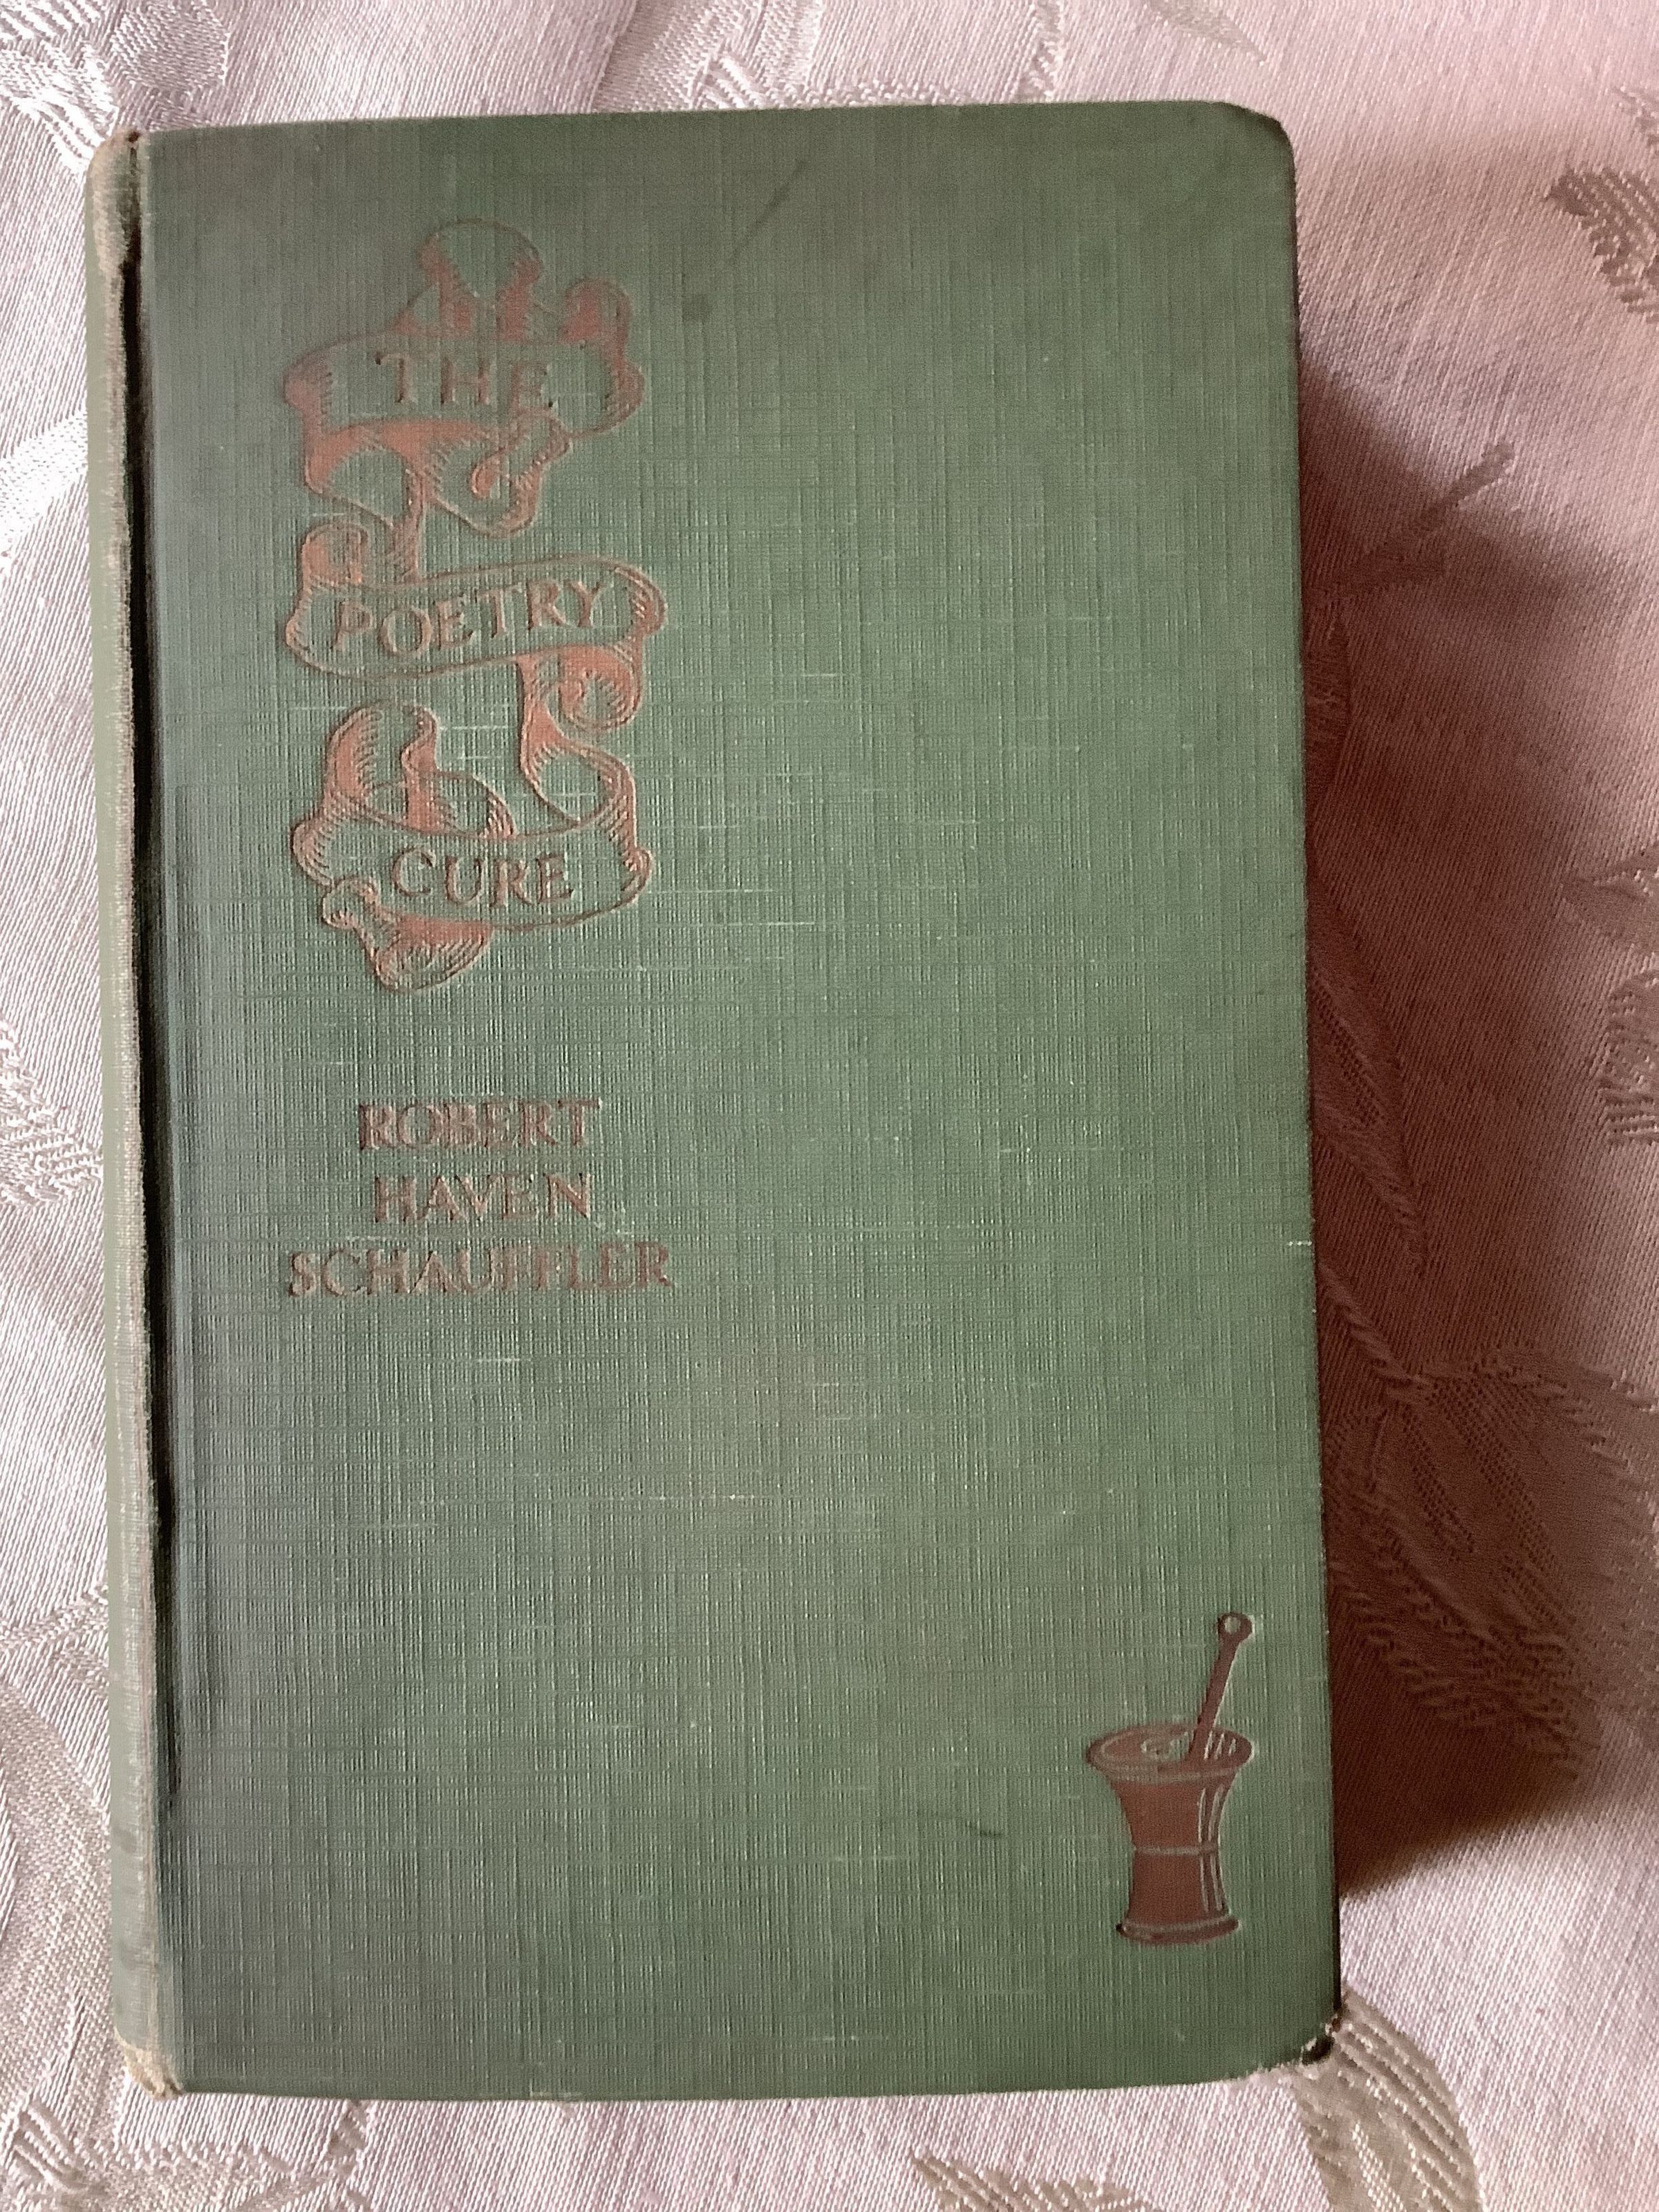 THE
POETRY
CURE
ROBERT
HAVEN
SCHAUFFLER